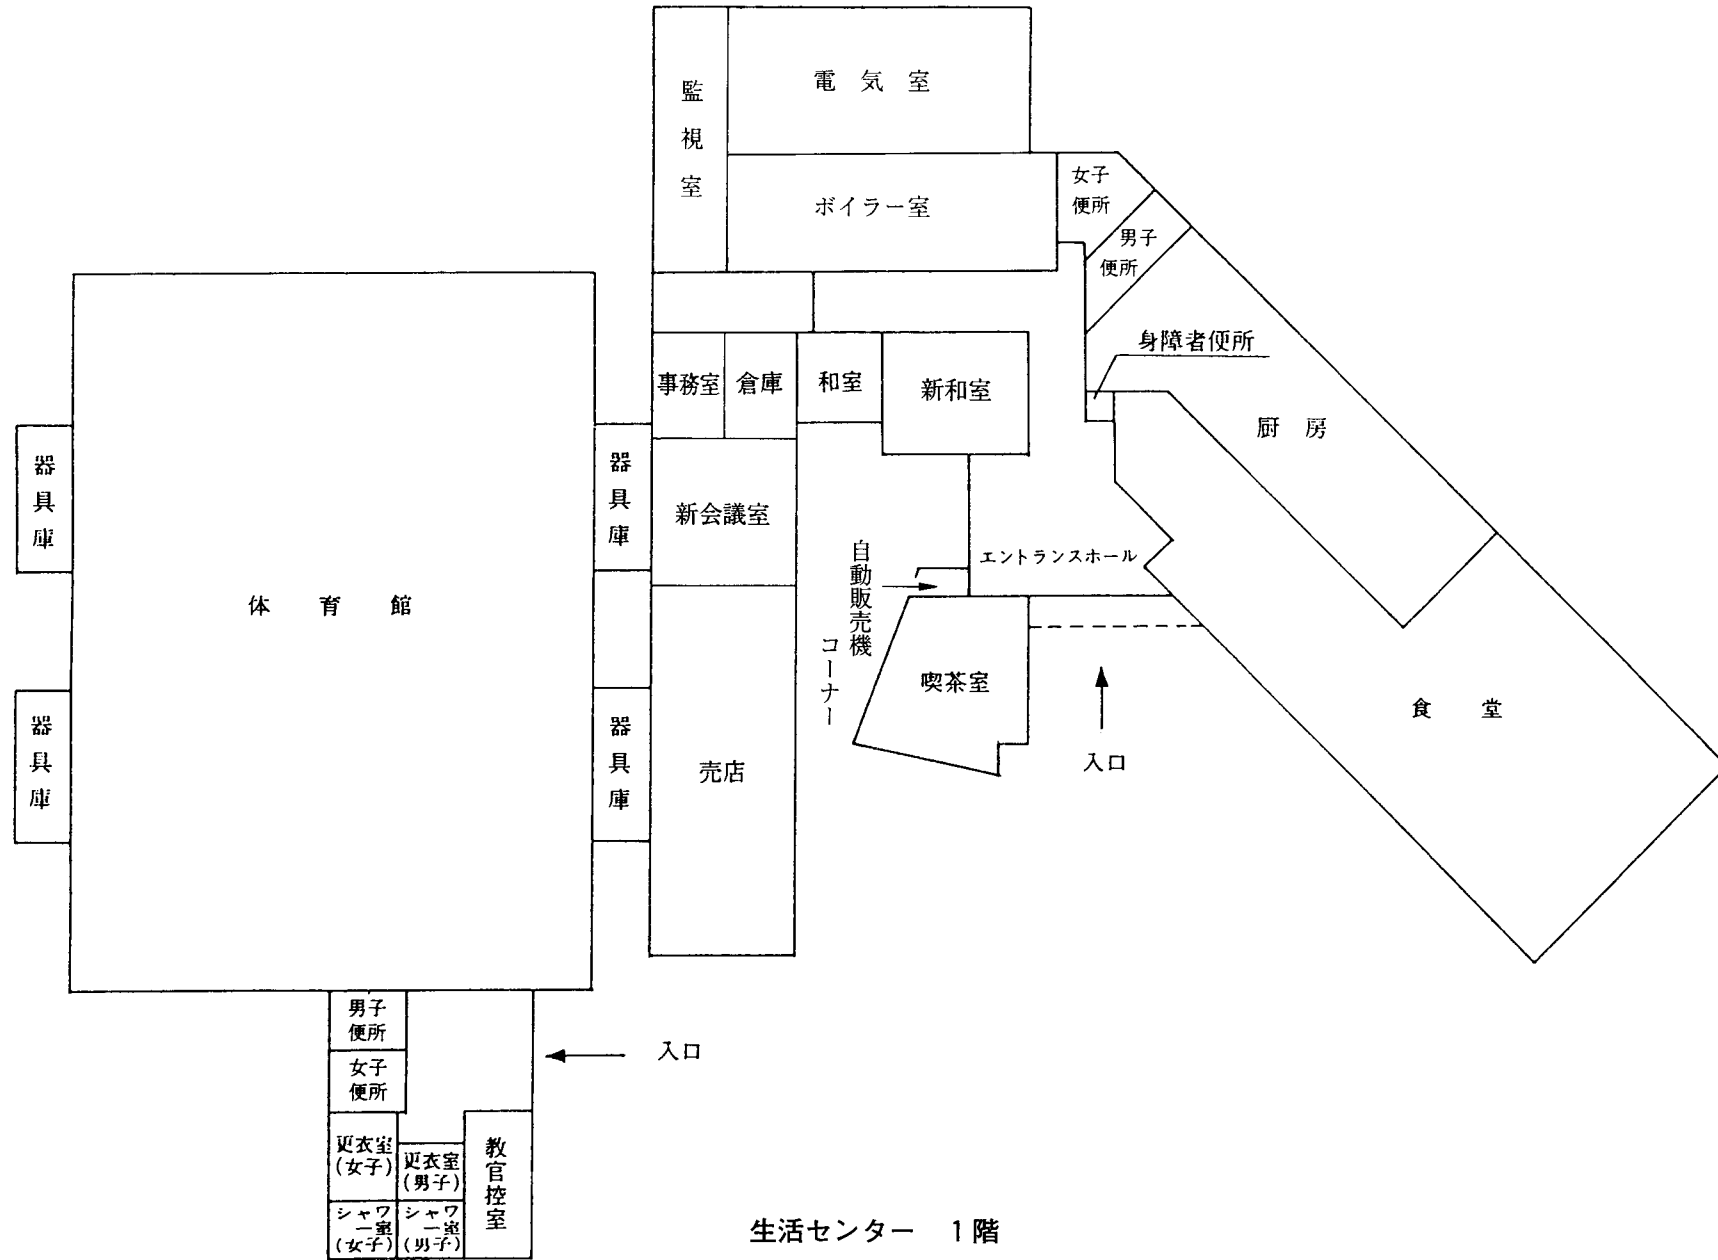 電気室
監視室
ボイラー室
女子
便所
男子
便所
身障者便所
事務室
倉庫
和室
新和室
厨房
器具庫
器具庫
新会議室
自動販売機
コーナー
エントランスホール
体育館
喫茶室
入口
食堂
器具庫
器具庫
売店
男子
便所
入口
女子
便所
更衣室
(女子)
更衣室
(男子)
教官控室
シャワ
ー室
(女子)
シャワ
ー室
(男子)
生活センター 1階